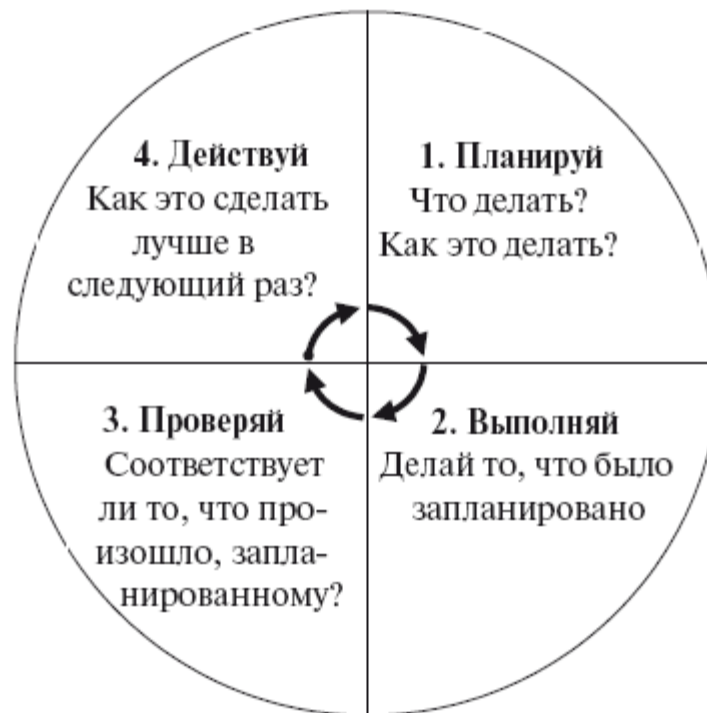 1. Планируй
Что делать?
Как это делать?
2. Выполняй
Делай то, что было
запланировано
3. Проверяй
Соответствует
ли то, что про-
изошло, запла-
нированному?
4. Действуй
Как это сделать
лучше в
следующий раз?